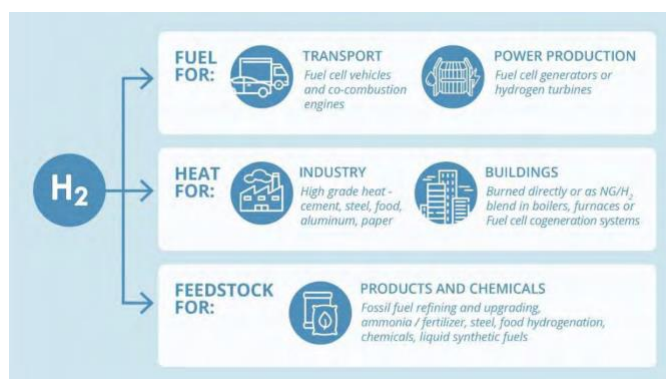 H₂
FUEL
FOR:
TRANSPORT
Fuel cell vehicles
and co-combustion
engines
POWER PRODUCTION
Fuel cell generators or
hydrogen turbines
HEAT
FOR:
INDUSTRY
High grade heat -
cement, steel, food,
aluminum, paper
BUILDINGS
Burned directly or as NG/H₂
blend in boilers, furnaces or
Fuel cell cogeneration systems
FEEDSTOCK
FOR:
PRODUCTS AND CHEMICALS
Fossil fuel refining and upgrading,
ammonia / fertilizer, steel, food hydrogenation,
chemicals, liquid synthetic fuels